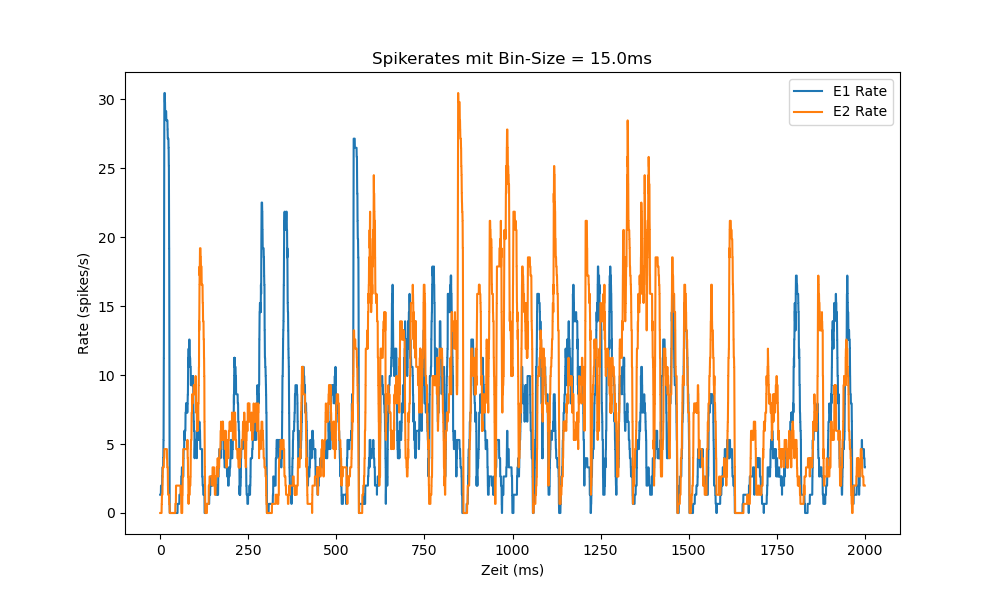 Spikerates mit Bin-Size = 15.0ms
E1 Rate
E2 Rate
Rate (spikes/s)
30
25
20
15
10
5
0
0 250 500 750 1000 1250 1500 1750 2000
Zeit (ms)